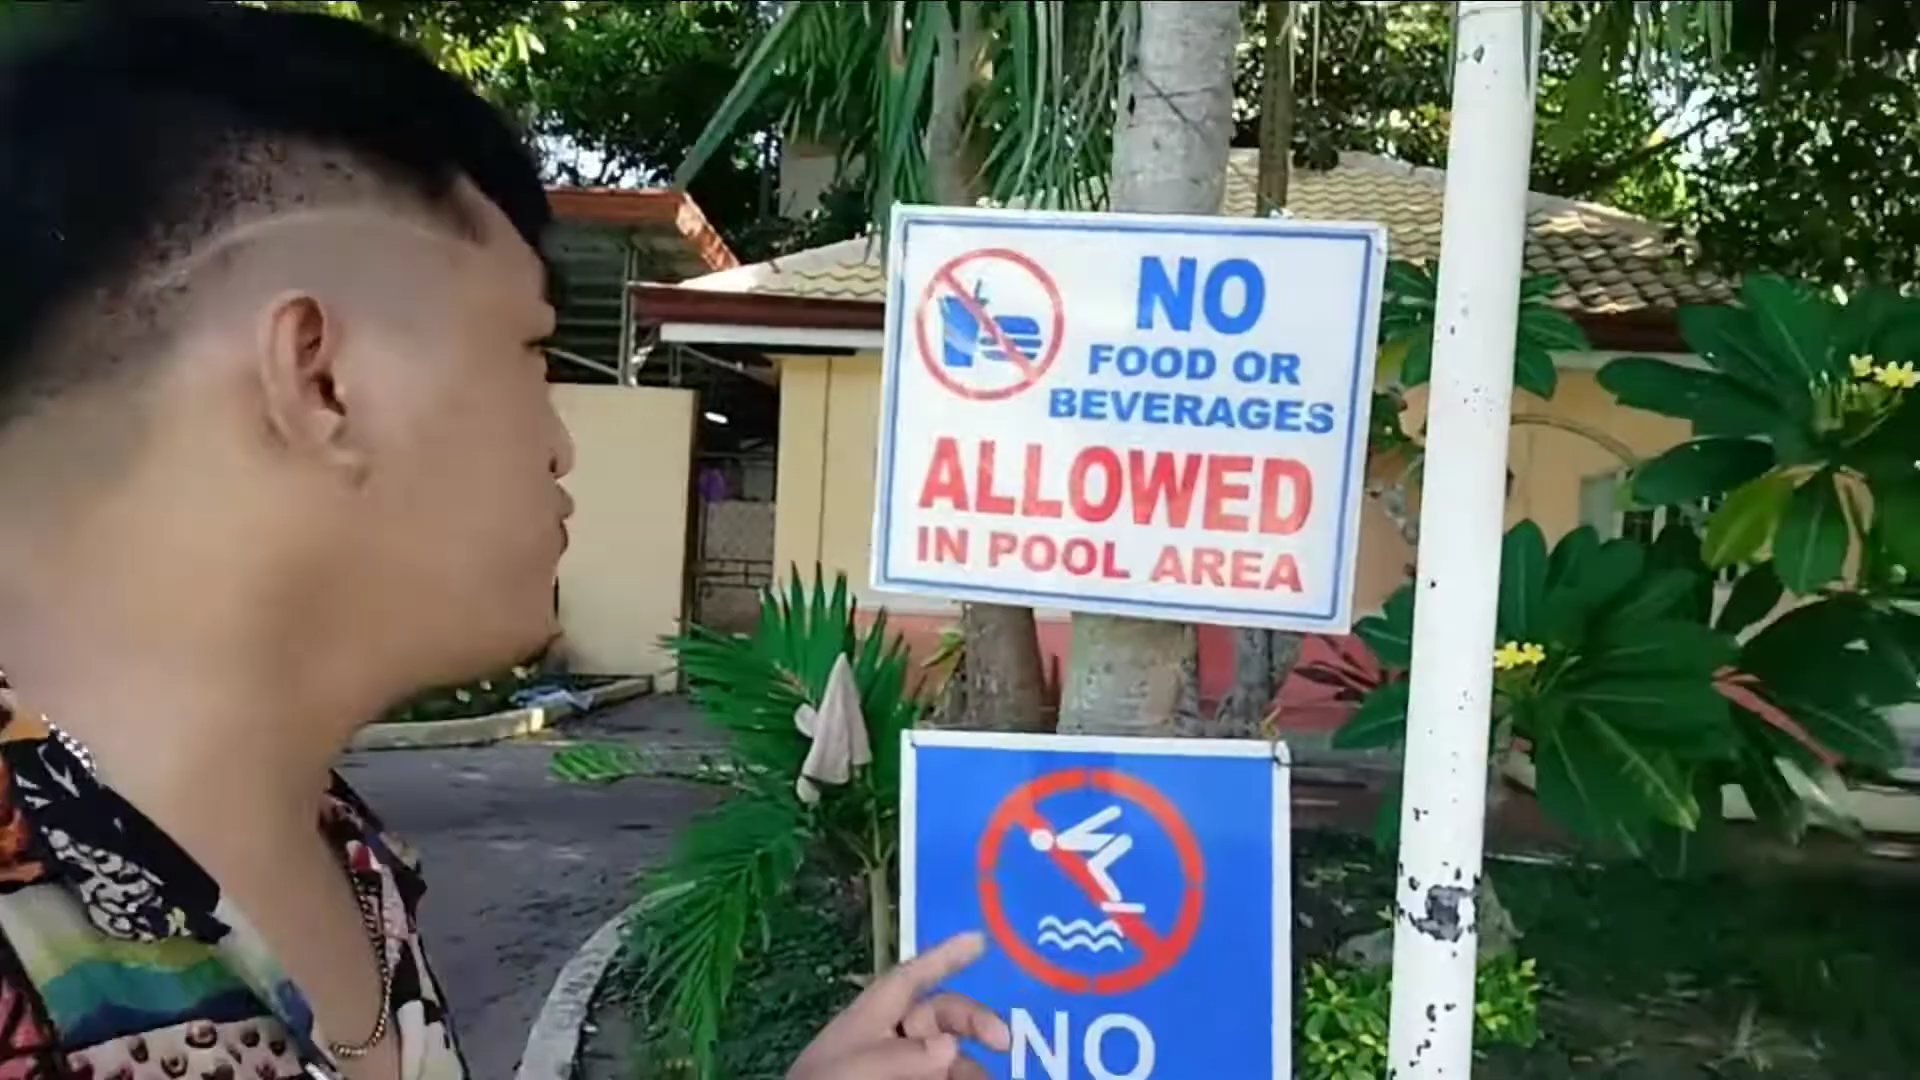 NO
FOOD OR
BEVERAGES
ALLOWED
IN POOL AREA
NO